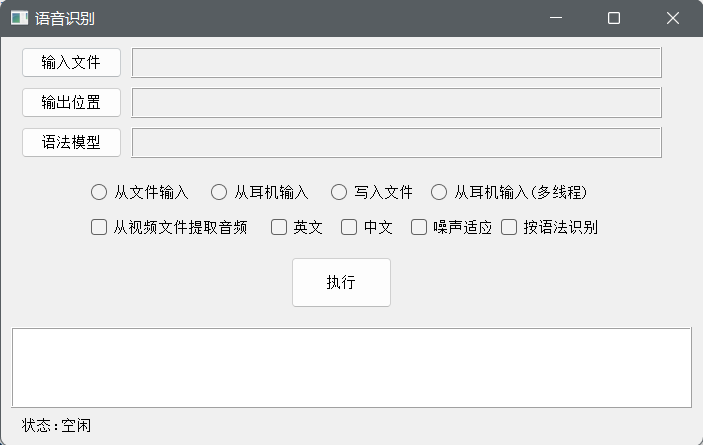 语音识别
输入文件
输出位置
语法模型
从文件输入 从耳机输入 写入文件 从耳机输入(多线程)
从视频文件提取音频 英文 中文 噪声适应 按语法识别
执行
状态:空闲